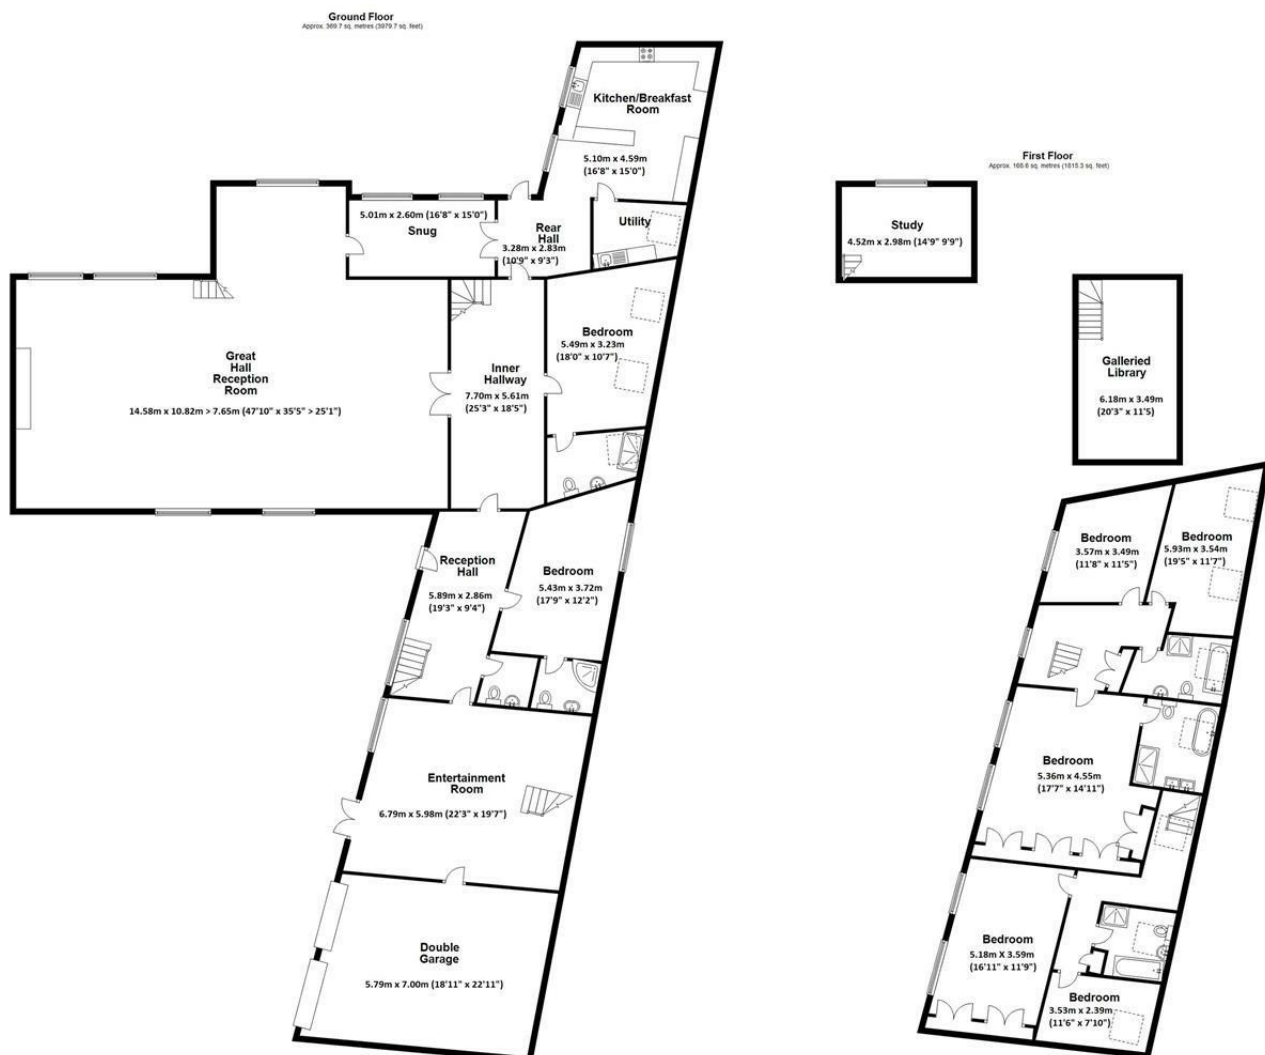 Ground Floor
Approx. 369.7 sq. metres (3979.7 sq. feet)
Kitchen/Breakfast
Room
5.10m x 4.59m
(16'8" x 15'0")
5.01m x 2.60m (16'8" x 15'0")
Snug
Rear
Hall
3.28m x 2.83m
(10'9" x 9'3")
Utility
Great
Hall
Reception
Room
14.58m x 10.82m > 7.65m (47'10" x 35'5" > 25'1")
Inner
Hallway
7.70m x 5.61m
(25'3" x 18'5")
Bedroom
5.49m x 3.23m
(18'0" x 10'7")
Reception
Hall
5.89m x 2.86m
(19'3" x 9'4")
Bedroom
5.43m x 3.72m
(17'9" x 12'2")
Entertainment
Room
6.79m x 5.98m (22'3" x 19'7")
Double
Garage
5.79m x 7.00m (18'11" x 22'11")
First Floor
Approx. 168.6 sq. metres (1815.3 sq. feet)
Study
4.52m x 2.98m (14'9" 9'9")
Galleried
Library
6.18m x 3.49m
(20'3" x 11'5)
Bedroom
3.57m x 3.49m
(11'8" x 11'5")
Bedroom
5.93m x 3.54m
(19'5" x 11'7")
Bedroom
5.36m x 4.55m
(17'7" x 14'11")
Bedroom
5.18m X 3.59m
(16'11" x 11'9")
Bedroom
3.53m x 2.39m
(11'6" x 7'10")